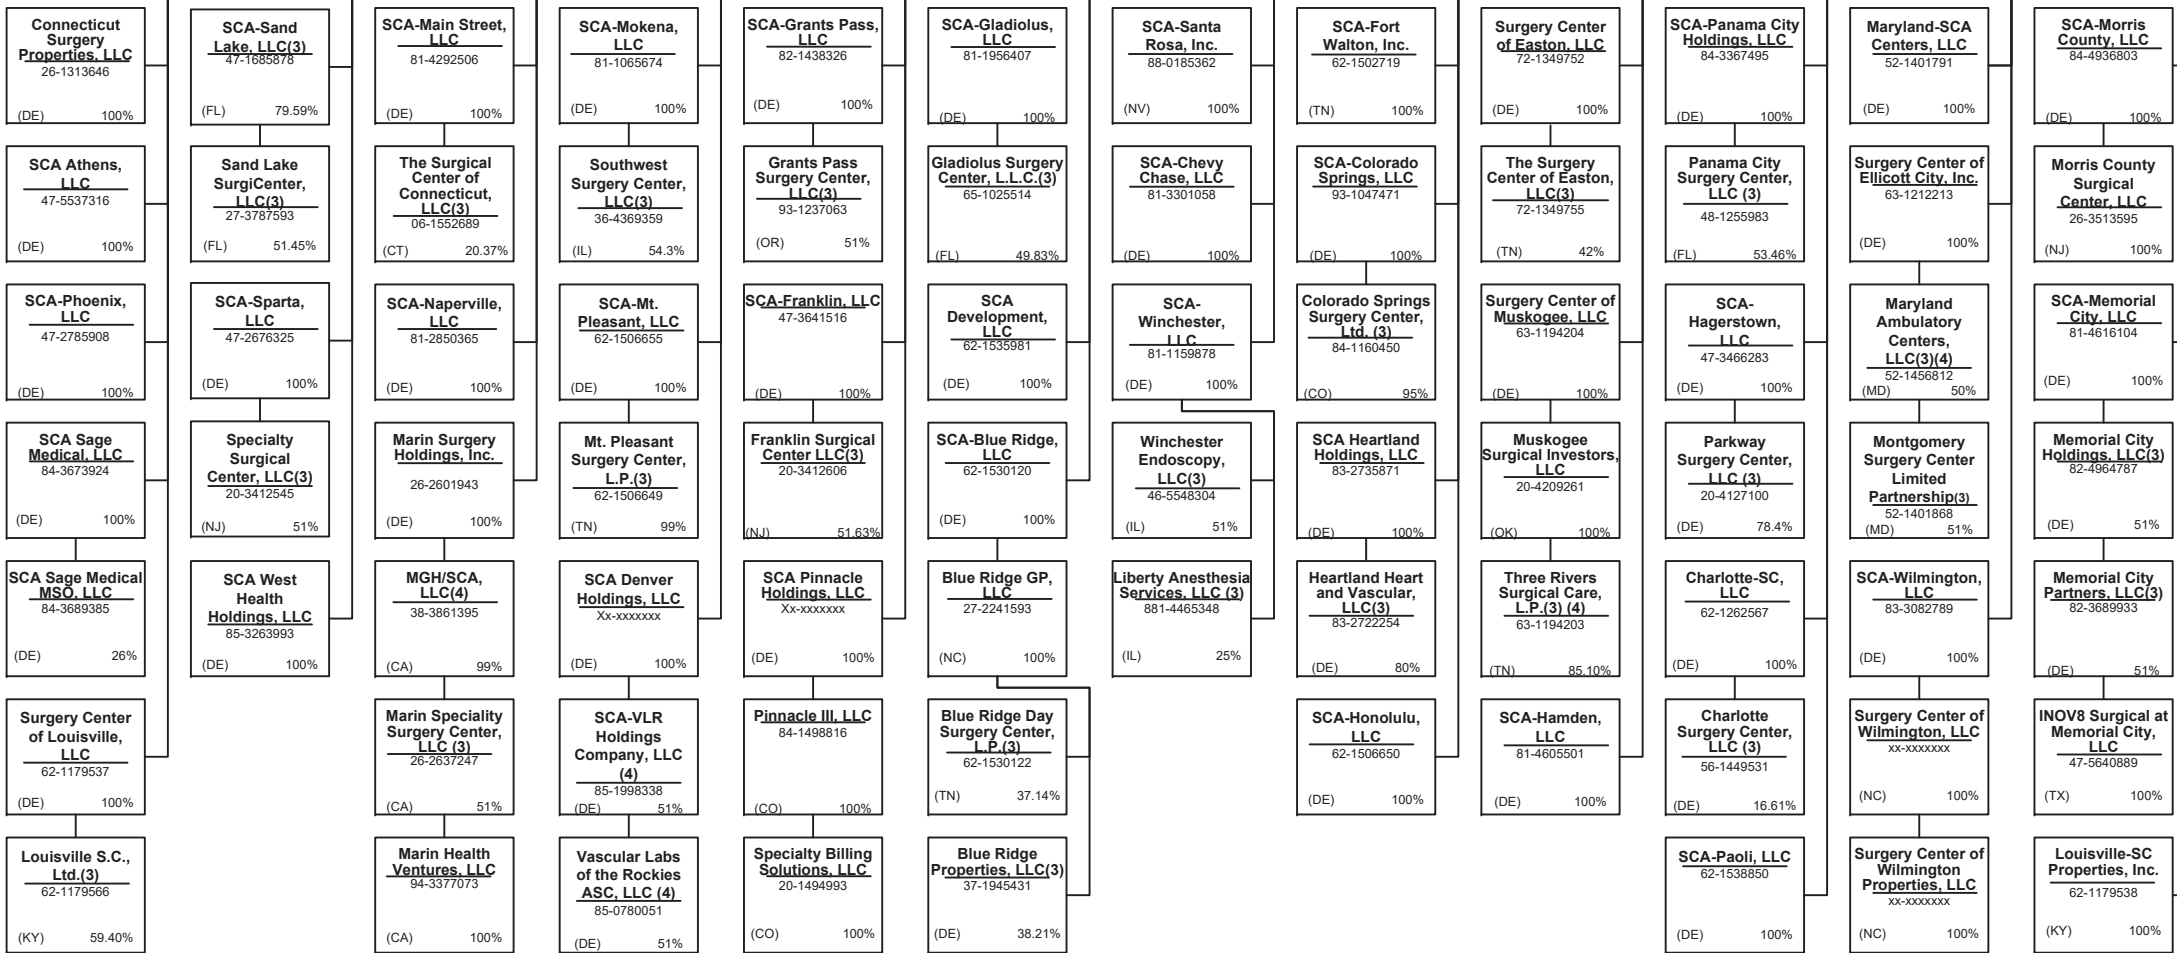 Connecticut
Surgery
Properties, LLC
26-1313646
(DE) 100%
SCA Athens,
LLC
47-5537316
(DE) 100%
SCA-Phoenix,
LLC
47-2785908
(DE) 100%
SCA Sage
Medical, LLC
84-3673924
(DE) 100%
SCA Sage Medical
MSO, LLC
84-3689385
(DE) 26%
Surgery Center
of Louisville,
LLC
62-1179537
(DE) 100%
Louisville S.C.,
Ltd.(3)
62-1179566
(KY) 59.40%
SCA-Sand
Lake, LLC(3)
47-1685878
(FL) 79.59%
Sand Lake
SurgiCenter,
LLC(3)
27-3787593
(FL) 51.45%
SCA-Sparta,
LLC
47-2676325
(DE) 100%
Specialty
Surgical
Center, LLC(3)
20-3412545
(NJ) 51%
SCA West
Health
Holdings, LLC
85-3263993
(DE) 100%
SCA-Main Street,
LLC
81-4292506
(DE) 100%
The Surgical
Center of
Connecticut,
LLC(3)
06-1552689
(CT) 20.37%
SCA-Naperville,
LLC
81-2850365
(DE) 100%
Marin Surgery
Holdings, Inc.
26-2601943
(DE) 100%
MGH/SCA,
LLC(4)
38-3861395
(CA) 99%
Marin Speciality
Surgery Center,
LLC (3)
26-2637247
(CA) 51%
Marin Health
Ventures, LLC
94-3377073
(CA) 100%
SCA-Mokena,
LLC
81-1065674
(DE) 100%
Southwest
Surgery Center,
LLC(3)
36-4369359
(IL) 54.3%
SCA-Mt.
Pleasant, LLC
62-1506655
(DE) 100%
Mt. Pleasant
Surgery Center,
L.P.(3)
62-1506649
(TN) 99%
SCA Denver
Holdings, LLC
Xx-xxxxxxx
(DE) 100%
SCA-VLR
Holdings
Company, LLC
(4)
85-1998338
(DE) 51%
Vascular Labs
of the Rockies
ASC, LLC (4)
85-0780051
(DE) 51%
SCA-Grants Pass,
LLC
82-1438326
(DE) 100%
Grants Pass
Surgery Center,
LLC(3)
93-1237063
(OR) 51%
SCA-Franklin, LLC
47-3641516
(DE) 100%
Franklin Surgical
Center LLC(3)
20-3412606
(NJ) 51.63%
SCA Pinnacle
Holdings, LLC
Xx-xxxxxxx
(DE) 100%
Pinnacle III, LLC
84-1498816
(CO) 100%
Specialty Billing
Solutions, LLC
20-1494993
(CO) 100%
SCA-Gladiolus,
LLC
81-1956407
(DE) 100%
Gladiolus Surgery
Center, L.L.C.(3)
65-1025514
(FL) 49.83%
SCA
Development,
LLC
62-1535981
(DE) 100%
SCA-Blue Ridge,
LLC
62-1530120
(DE) 100%
Blue Ridge GP,
LLC
27-2241593
(NC) 100%
Blue Ridge Day
Surgery Center,
L.P.(3)
62-1530122
(TN) 37.14%
Blue Ridge
Properties, LLC(3)
37-1945431
(DE) 38.21%
SCA-Santa
Rosa, Inc.
88-0185362
(NV) 100%
SCA-Chevy
Chase, LLC
81-3301058
(DE) 100%
SCA-
Winchester,
LLC
81-1159878
(DE) 100%
Winchester
Endoscopy,
LLC(3)
46-5548304
(IL) 51%
Liberty Anesthesia
Services, LLC (3)
881-4465348
(IL) 25%
SCA-Fort
Walton, Inc.
62-1502719
(TN) 100%
SCA-Colorado
Springs, LLC
93-1047471
(DE) 100%
Colorado Springs
Surgery Center,
Ltd. (3)
84-1160450
(CO) 95%
SCA Heartland
Holdings, LLC
83-2735871
(DE) 100%
Heartland Heart
and Vascular,
LLC(3)
83-2722254
(DE) 80%
SCA-Honolulu,
LLC
62-1506650
(DE) 100%
Surgery Center
of Easton, LLC
72-1349752
(DE) 100%
The Surgery
Center of Easton,
LLC(3)
72-1349755
(TN) 42%
Surgery Center of
Muskogee, LLC
63-1194204
(DE) 100%
Muskogee
Surgical Investors,
LLC
20-4209261
(OK) 100%
Three Rivers
Surgical Care,
L.P.(3) (4)
63-1194203
(TN) 85.10%
SCA-Hamden,
LLC
81-4605501
(DE) 100%
SCA-Panama City
Holdings, LLC
84-3367495
(DE) 100%
Panama City
Surgery Center,
LLC (3)
48-1255983
(FL) 53.46%
SCA-
Hagerstown,
LLC
47-3466283
(DE) 100%
Parkway
Surgery Center,
LLC (3)
20-4127100
(DE) 78.4%
Charlotte-SC,
LLC
62-1262567
(DE) 100%
Charlotte
Surgery Center,
LLC (3)
56-1449531
(DE) 16.61%
SCA-Paoli, LLC
62-1538850
(DE) 100%
Maryland-SCA
Centers, LLC
52-1401791
(DE) 100%
Surgery Center of
Ellicott City, Inc.
63-1212213
(DE) 100%
Maryland
Ambulatory
Centers,
LLC(3)(4)
52-1456812
(MD) 50%
Montgomery
Surgery Center
Limited
Partnership(3)
52-1401868
(MD) 51%
SCA-Wilmington,
LLC
83-3082789
(DE) 100%
Surgery Center of
Wilmington, LLC
xx-xxxxxxx
(NC) 100%
Surgery Center of
Wilmington
Properties, LLC
xx-xxxxxxx
(NC) 100%
SCA-Morris
County, LLC
84-4936803
(DE) 100%
Morris County
Surgical
Center, LLC
26-3513595
(NJ) 100%
SCA-Memorial
City, LLC
81-4616104
(DE) 100%
Memorial City
Holdings, LLC(3)
82-4964787
(DE) 51%
Memorial City
Partners, LLC(3)
82-3689933
(DE) 51%
INOV8 Surgical at
Memorial City,
LLC
47-5640889
(TX) 100%
Louisville-SC
Properties, Inc.
62-1179538
(KY) 100%